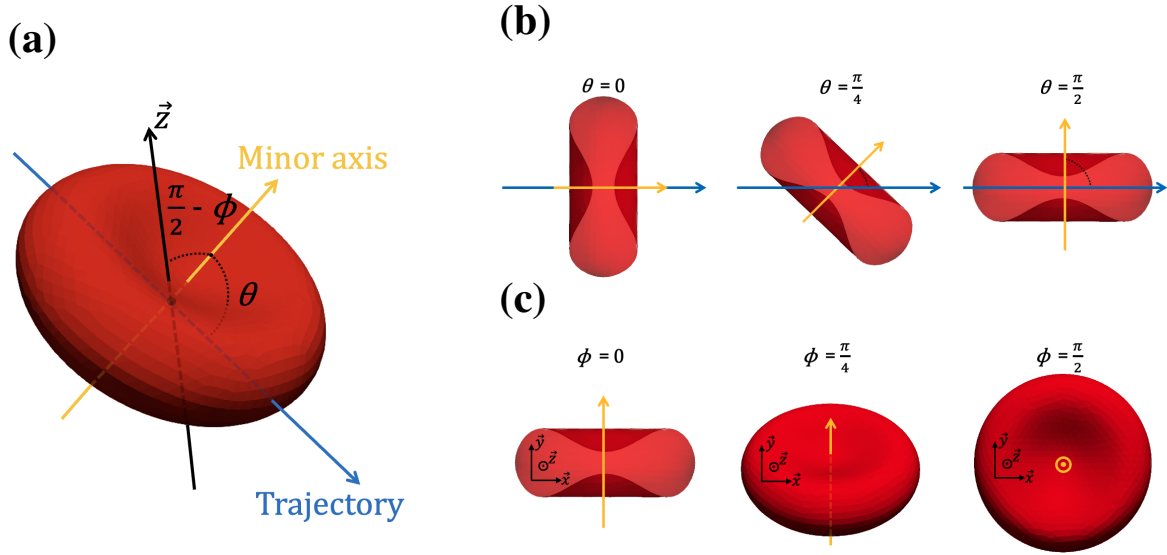 (a)
z⃗
Minor axis
π/2 - ϕ
θ
Trajectory
(b)
θ = 0
θ = π/4
θ = π/2
(c)
ϕ = 0
ϕ = π/4
ϕ = π/2
y⃗
z⃗
x⃗
y⃗
z⃗
x⃗
y⃗
z⃗
x⃗